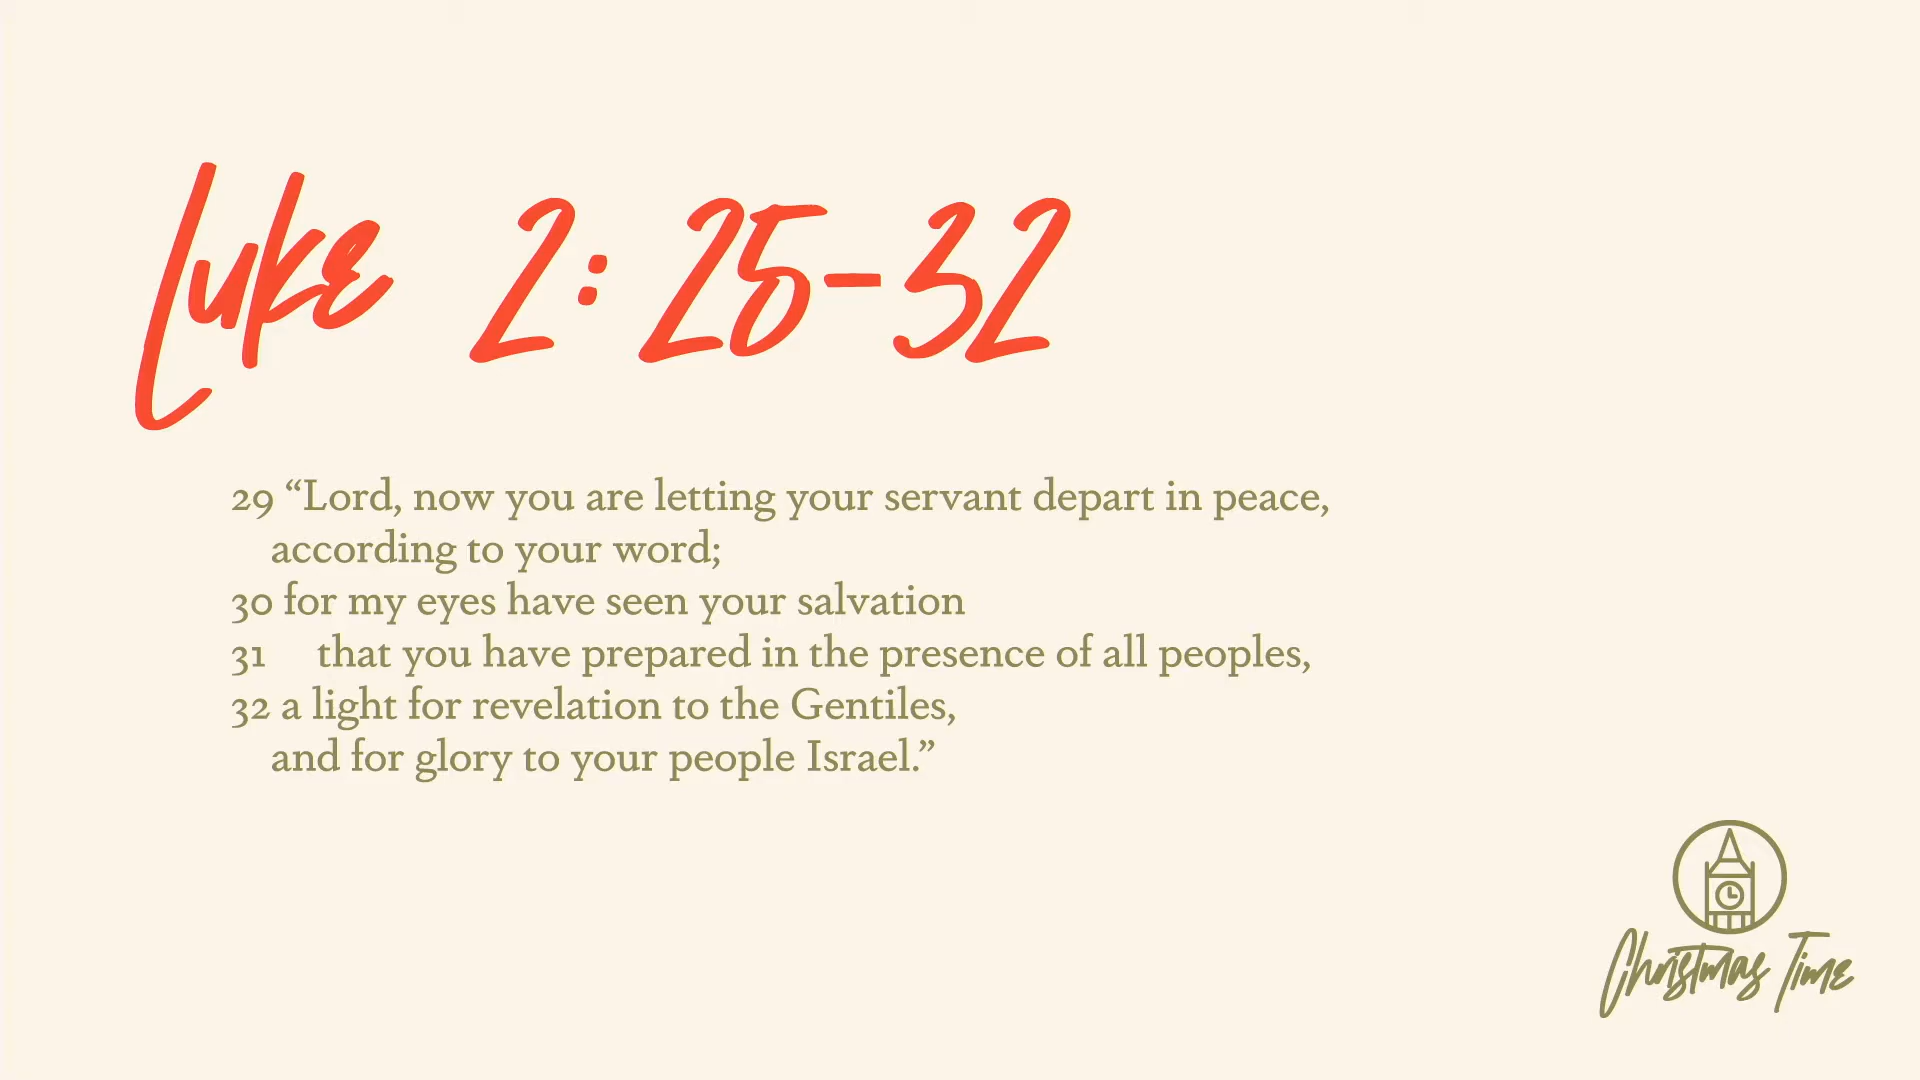 Luke 2: 25-32
29 “Lord, now you are letting your servant depart in peace,
according to your word;
30 for my eyes have seen your salvation
31 that you have prepared in the presence of all peoples,
32 a light for revelation to the Gentiles,
and for glory to your people Israel.”
Christmas Time